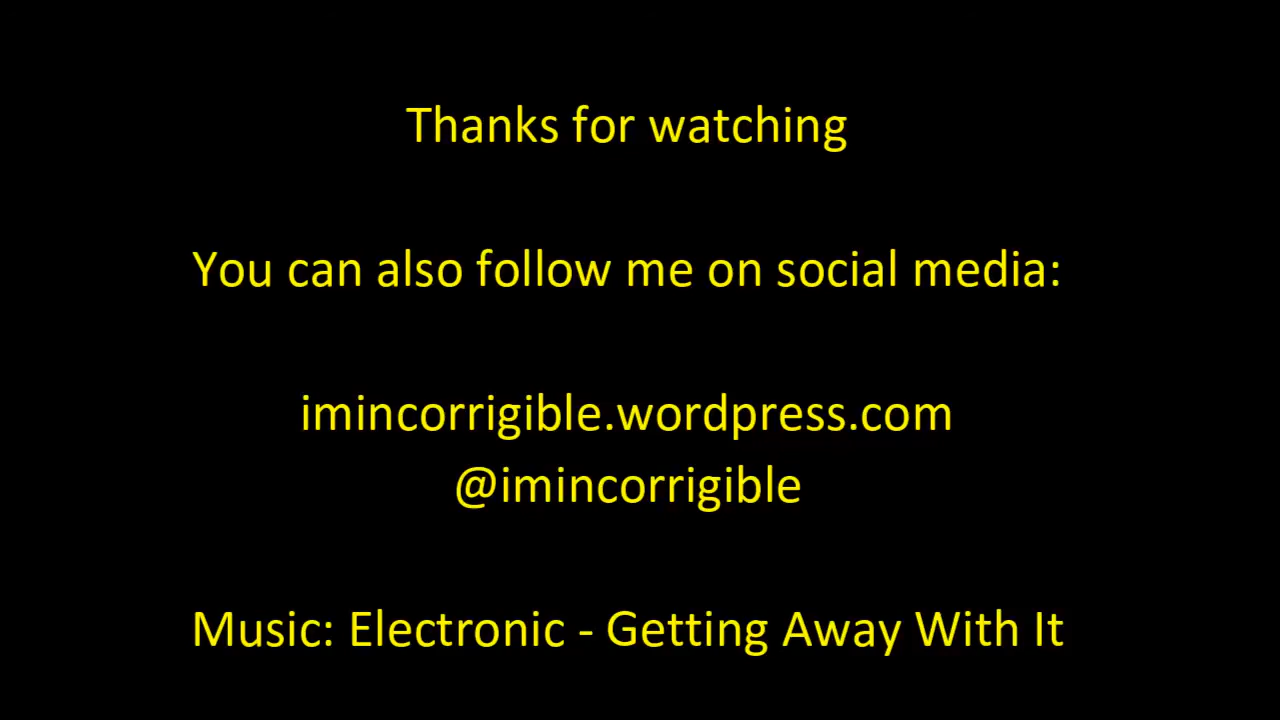 Thanks for watching
You can also follow me on social media:
imincorrigible.wordpress.com
@imincorrigible
Music: Electronic - Getting Away With It